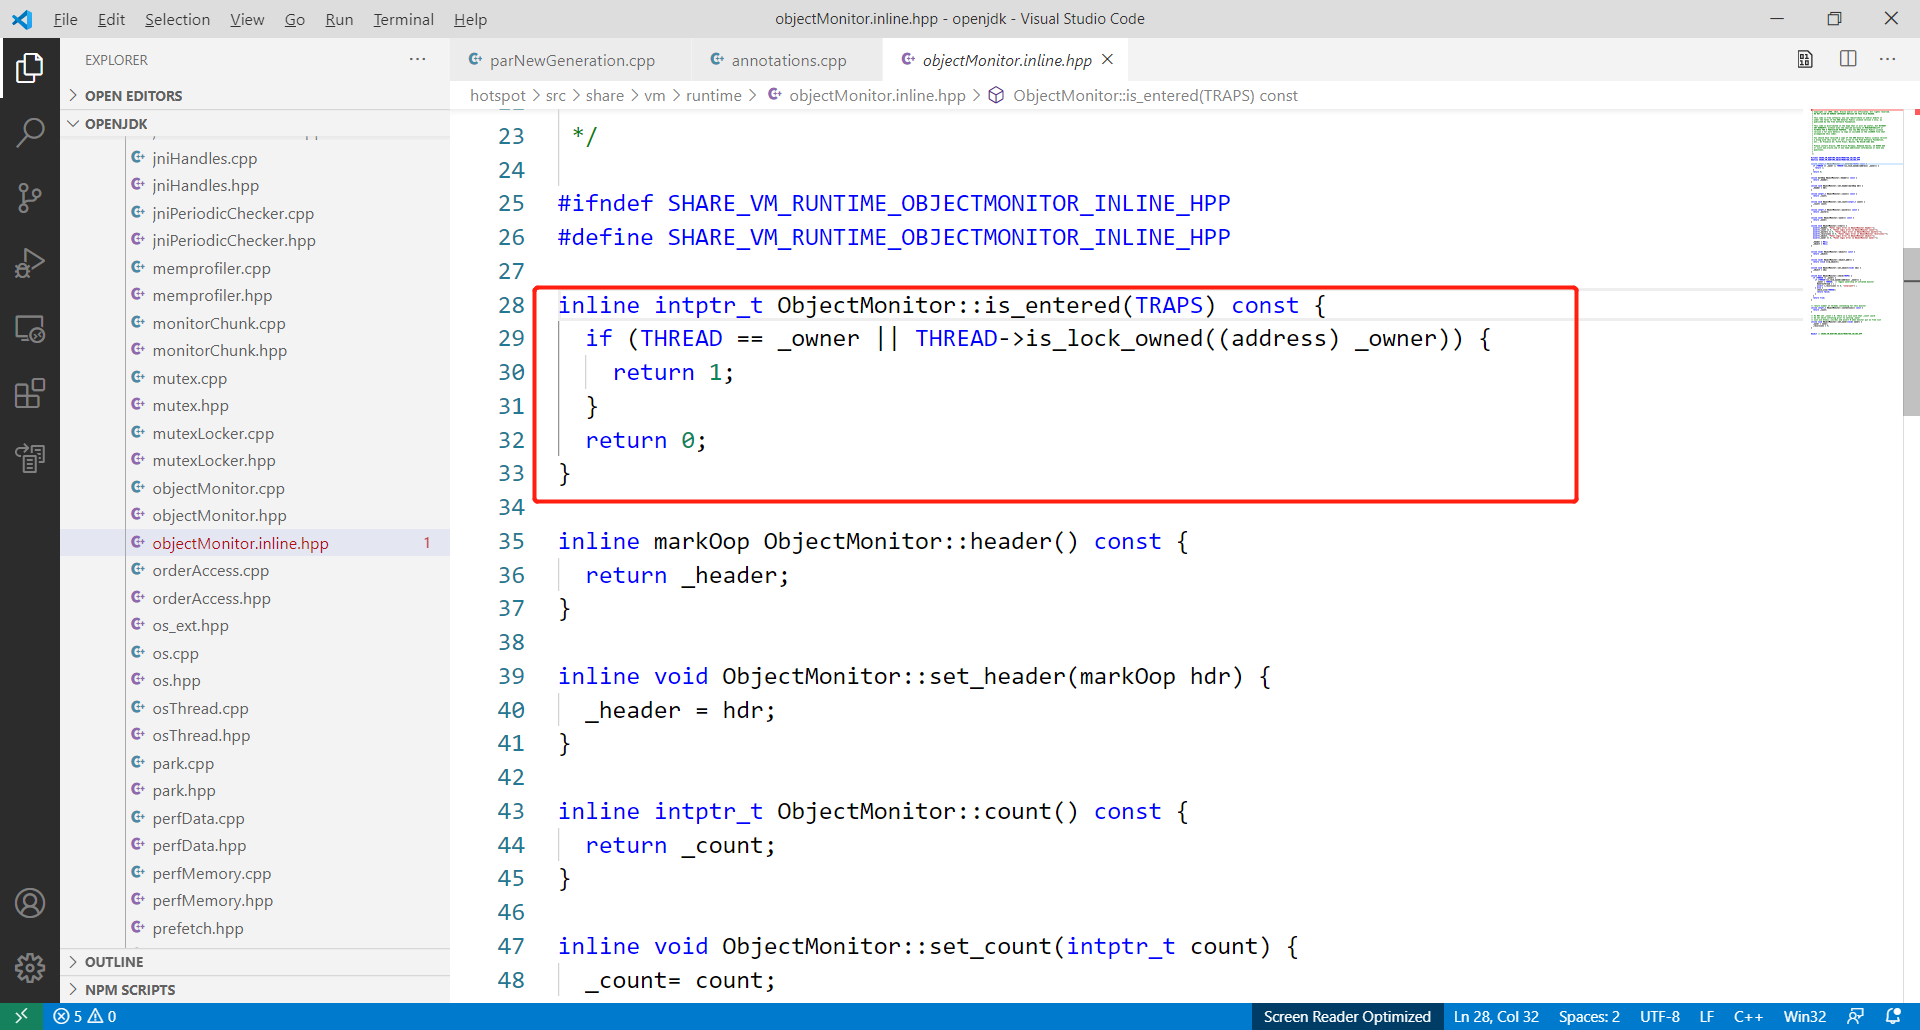 File Edit Selection View Go Run Terminal Help
objectMonitor.inline.hpp - openjdk - Visual Studio Code
EXPLORER
OPEN EDITORS
OPENJDK
jniHandles.cpp
jniHandles.hpp
jniPeriodicChecker.cpp
jniPeriodicChecker.hpp
memprofiler.cpp
memprofiler.hpp
monitorChunk.cpp
monitorChunk.hpp
mutex.cpp
mutex.hpp
mutexLocker.cpp
mutexLocker.hpp
objectMonitor.cpp
objectMonitor.hpp
objectMonitor.inline.hpp 1
orderAccess.cpp
orderAccess.hpp
os_ext.hpp
os.cpp
os.hpp
osThread.cpp
osThread.hpp
park.cpp
park.hpp
perfData.cpp
perfData.hpp
perfMemory.cpp
perfMemory.hpp
prefetch.hpp
OUTLINE
NPM SCRIPTS
parNewGeneration.cpp annotations.cpp objectMonitor.inline.hpp
hotspot > src > share > vm > runtime > objectMonitor.inline.hpp > ObjectMonitor::is_entered(TRAPS) const
23 */
24
25 #ifndef SHARE_VM_RUNTIME_OBJECTMONITOR_INLINE_HPP
26 #define SHARE_VM_RUNTIME_OBJECTMONITOR_INLINE_HPP
27
28 inline intptr_t ObjectMonitor::is_entered(TRAPS) const {
29 if (THREAD == _owner || THREAD->is_lock_owned((address) _owner)) {
30 return 1;
31 }
32 return 0;
33 }
34
35 inline markOop ObjectMonitor::header() const {
36 return _header;
37 }
38
39 inline void ObjectMonitor::set_header(markOop hdr) {
40 _header = hdr;
41 }
42
43 inline intptr_t ObjectMonitor::count() const {
44 return _count;
45 }
46
47 inline void ObjectMonitor::set_count(intptr_t count) {
48 _count= count;
5 0
Screen Reader Optimized Ln 28, Col 32 Spaces: 2 UTF-8 LF C++ Win32